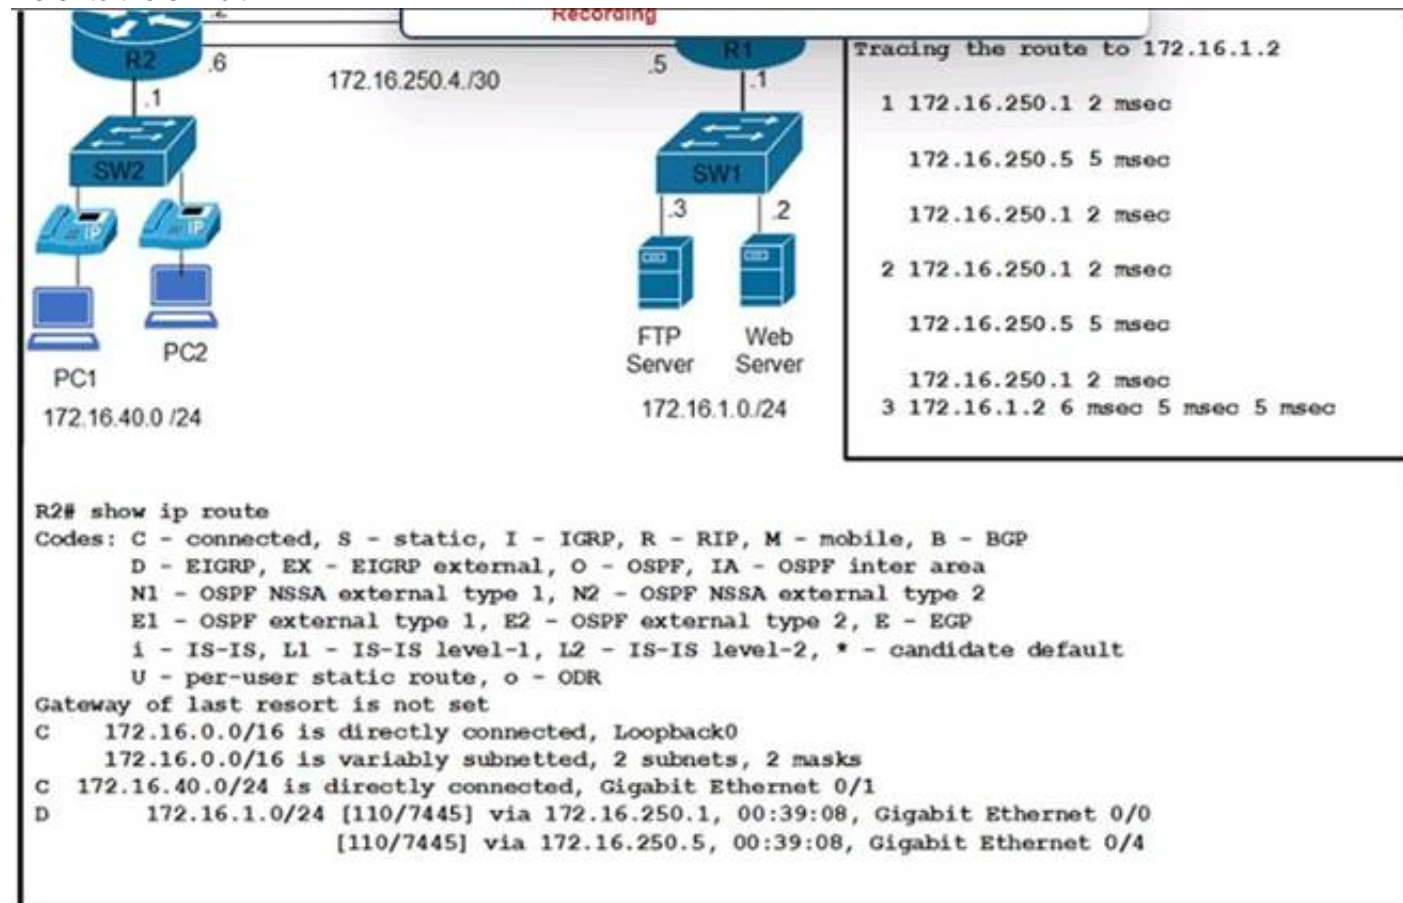 Recording
.2
R2
.6
172.16.250.4./30
.5
R1
.1
.1
SW2
SW1
.3
.2
IP
IP
FTP
Server
Web
Server
PC2
PC1
172.16.40.0 /24
172.16.1.0./24
Tracing the route to 172.16.1.2
1 172.16.250.1 2 msec
172.16.250.5 5 msec
172.16.250.1 2 msec
2 172.16.250.1 2 msec
172.16.250.5 5 msec
172.16.250.1 2 msec
3 172.16.1.2 6 msec 5 msec 5 msec
R2# show ip route
Codes: C - connected, S - static, I - IGRP, R - RIP, M - mobile, B - BGP
D - EIGRP, EX - EIGRP external, O - OSPF, IA - OSPF inter area
N1 - OSPF NSSA external type 1, N2 - OSPF NSSA external type 2
E1 - OSPF external type 1, E2 - OSPF external type 2, E - EGP
i - IS-IS, L1 - IS-IS level-1, L2 - IS-IS level-2, * - candidate default
U - per-user static route, o - ODR
Gateway of last resort is not set
C 172.16.0.0/16 is directly connected, Loopback0
172.16.0.0/16 is variably subnetted, 2 subnets, 2 masks
C 172.16.40.0/24 is directly connected, Gigabit Ethernet 0/1
D 172.16.1.0/24 [110/7445] via 172.16.250.1, 00:39:08, Gigabit Ethernet 0/0
[110/7445] via 172.16.250.5, 00:39:08, Gigabit Ethernet 0/4